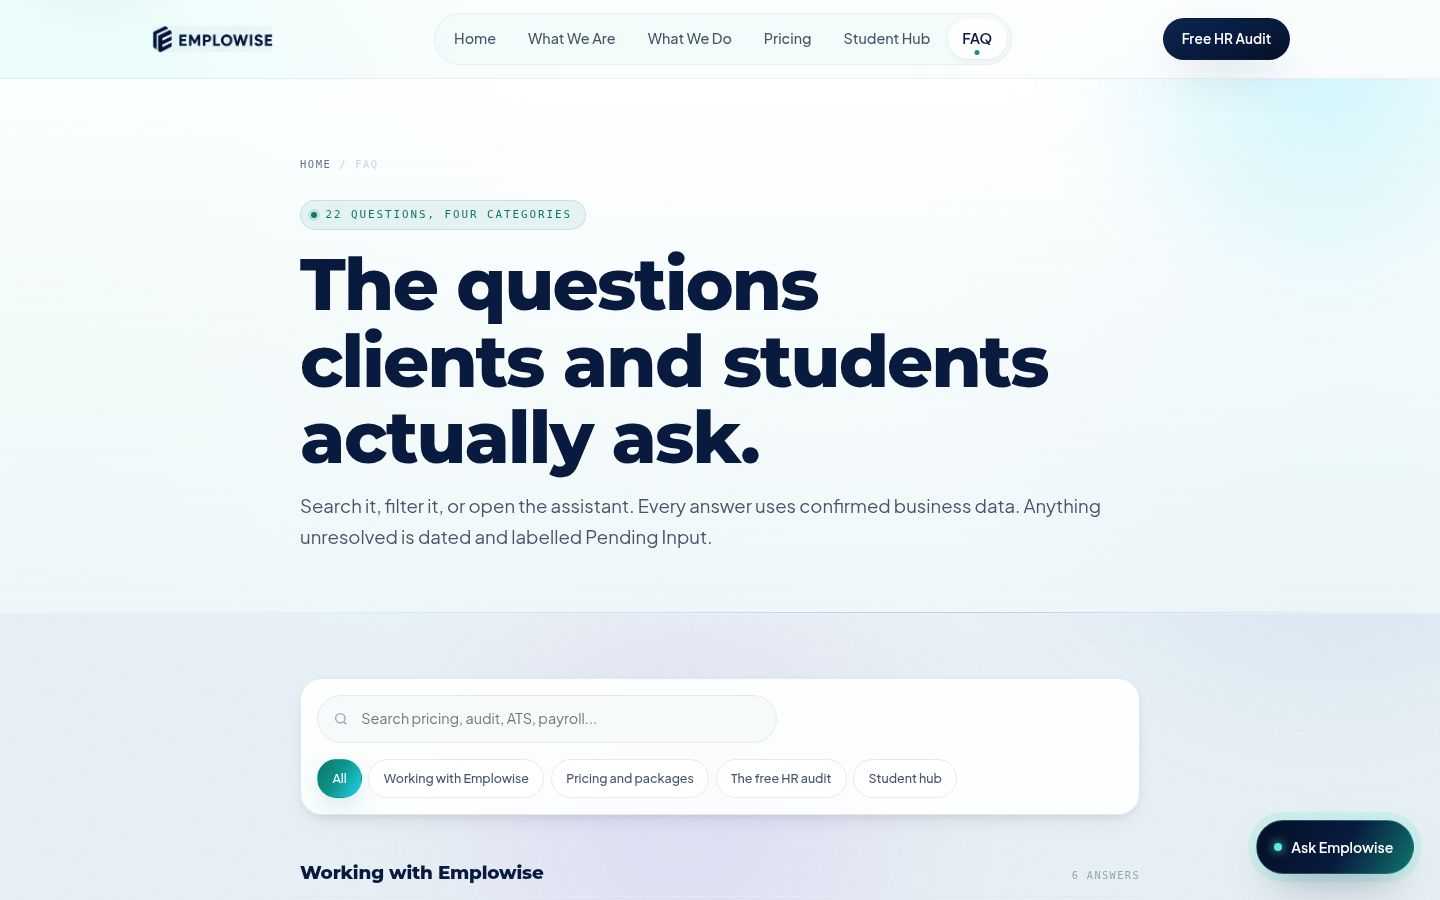 EMPLOWISE
Home
What We Are
What We Do
Pricing
Student Hub
FAQ
Free HR Audit
HOME / FAQ
22 QUESTIONS, FOUR CATEGORIES
The questions
clients and students
actually ask.
Search it, filter it, or open the assistant. Every answer uses confirmed business data. Anything
unresolved is dated and labelled Pending Input.
Search pricing, audit, ATS, payroll...
All
Working with Emplowise
Pricing and packages
The free HR audit
Student hub
Ask Emplowise
Working with Emplowise
6 ANSWERS